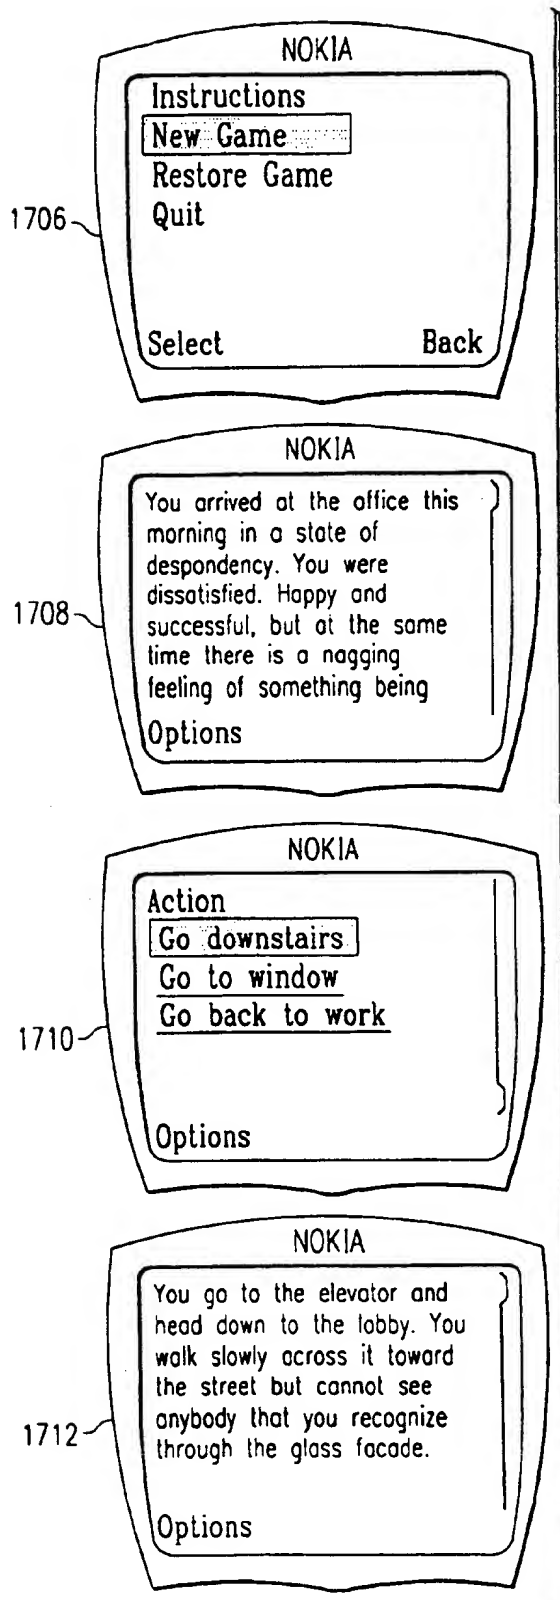 NOKIA
Instructions
New Game
Restore Game
Quit
1706
Select Back
NOKIA
You arrived at the office this
morning in a state of
despondency. You were
dissatisfied. Happy and
1708
successful, but at the same
time there is a nagging
feeling of something being
Options
NOKIA
Action
Go downstairs
Go to window
Go back to work
1710
Options
NOKIA
You go to the elevator and
head down to the lobby. You
walk slowly across it toward
the street but cannot see
anybody that you recognize
1712
through the glass facade.
Options